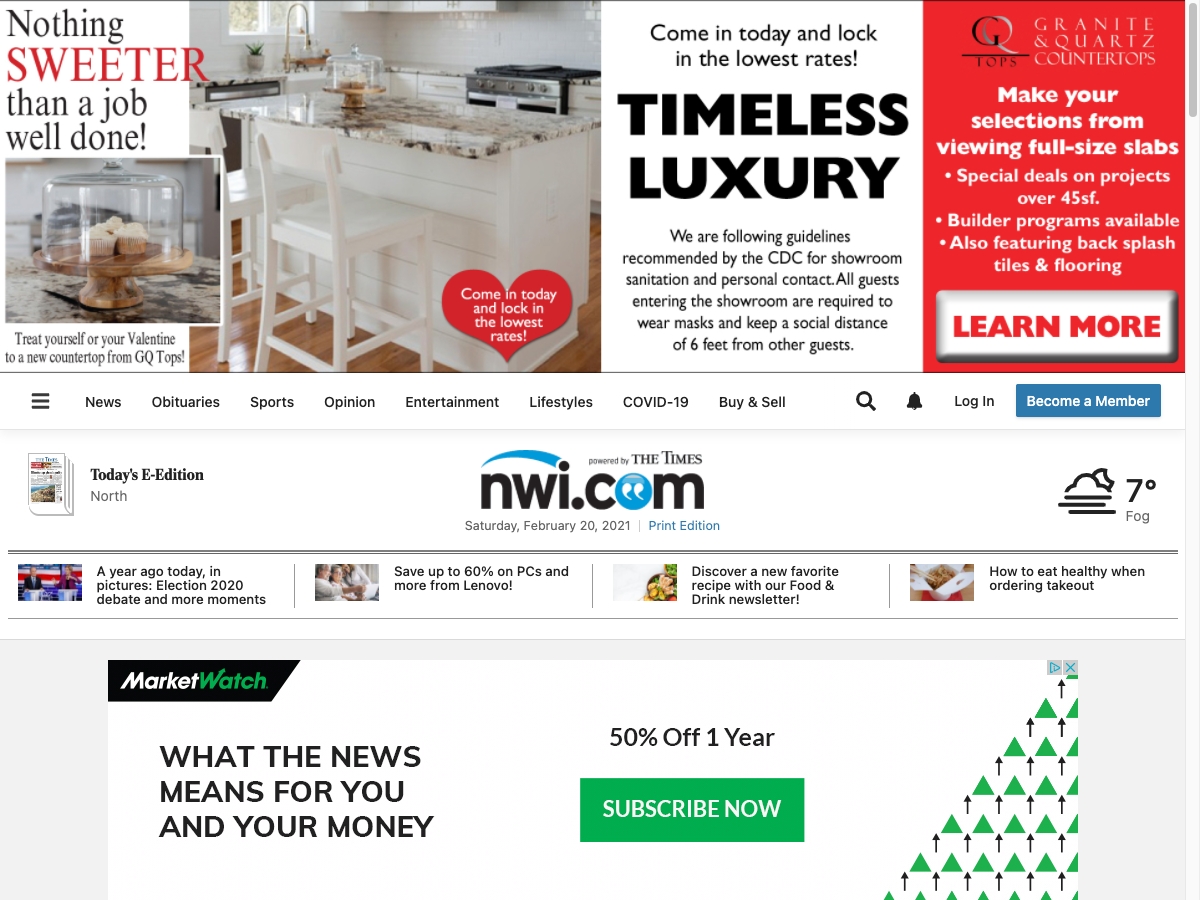 Nothing
SWEETER
than a job
well done!
Treat yourself or your Valentine
to a new countertop from GQ Tops!
Come in today
and lock in
the lowest
rates!
Come in today and lock
in the lowest rates!
TIMELESS
LUXURY
We are following guidelines
recommended by the CDC for showroom
sanitation and personal contact. All guests
entering the showroom are required to
wear masks and keep a social distance
of 6 feet from other guests.
GQ
TOPS
GRANITE
& QUARTZ
COUNTERTOPS
Make your
selections from
viewing full-size slabs
• Special deals on projects
over 45sf.
• Builder programs available
• Also featuring back splash
tiles & flooring
LEARN MORE
News Obituaries Sports Opinion Entertainment Lifestyles COVID-19 Buy & Sell Log In Become a Member
Today's E-Edition
North
powered by THE TIMES
nwi.com
Saturday, February 20, 2021 | Print Edition
7°
Fog
A year ago today, in
pictures: Election 2020
debate and more moments
Save up to 60% on PCs and
more from Lenovo!
Discover a new favorite
recipe with our Food &
Drink newsletter!
How to eat healthy when
ordering takeout
MarketWatch
WHAT THE NEWS
MEANS FOR YOU
AND YOUR MONEY
50% Off 1 Year
SUBSCRIBE NOW